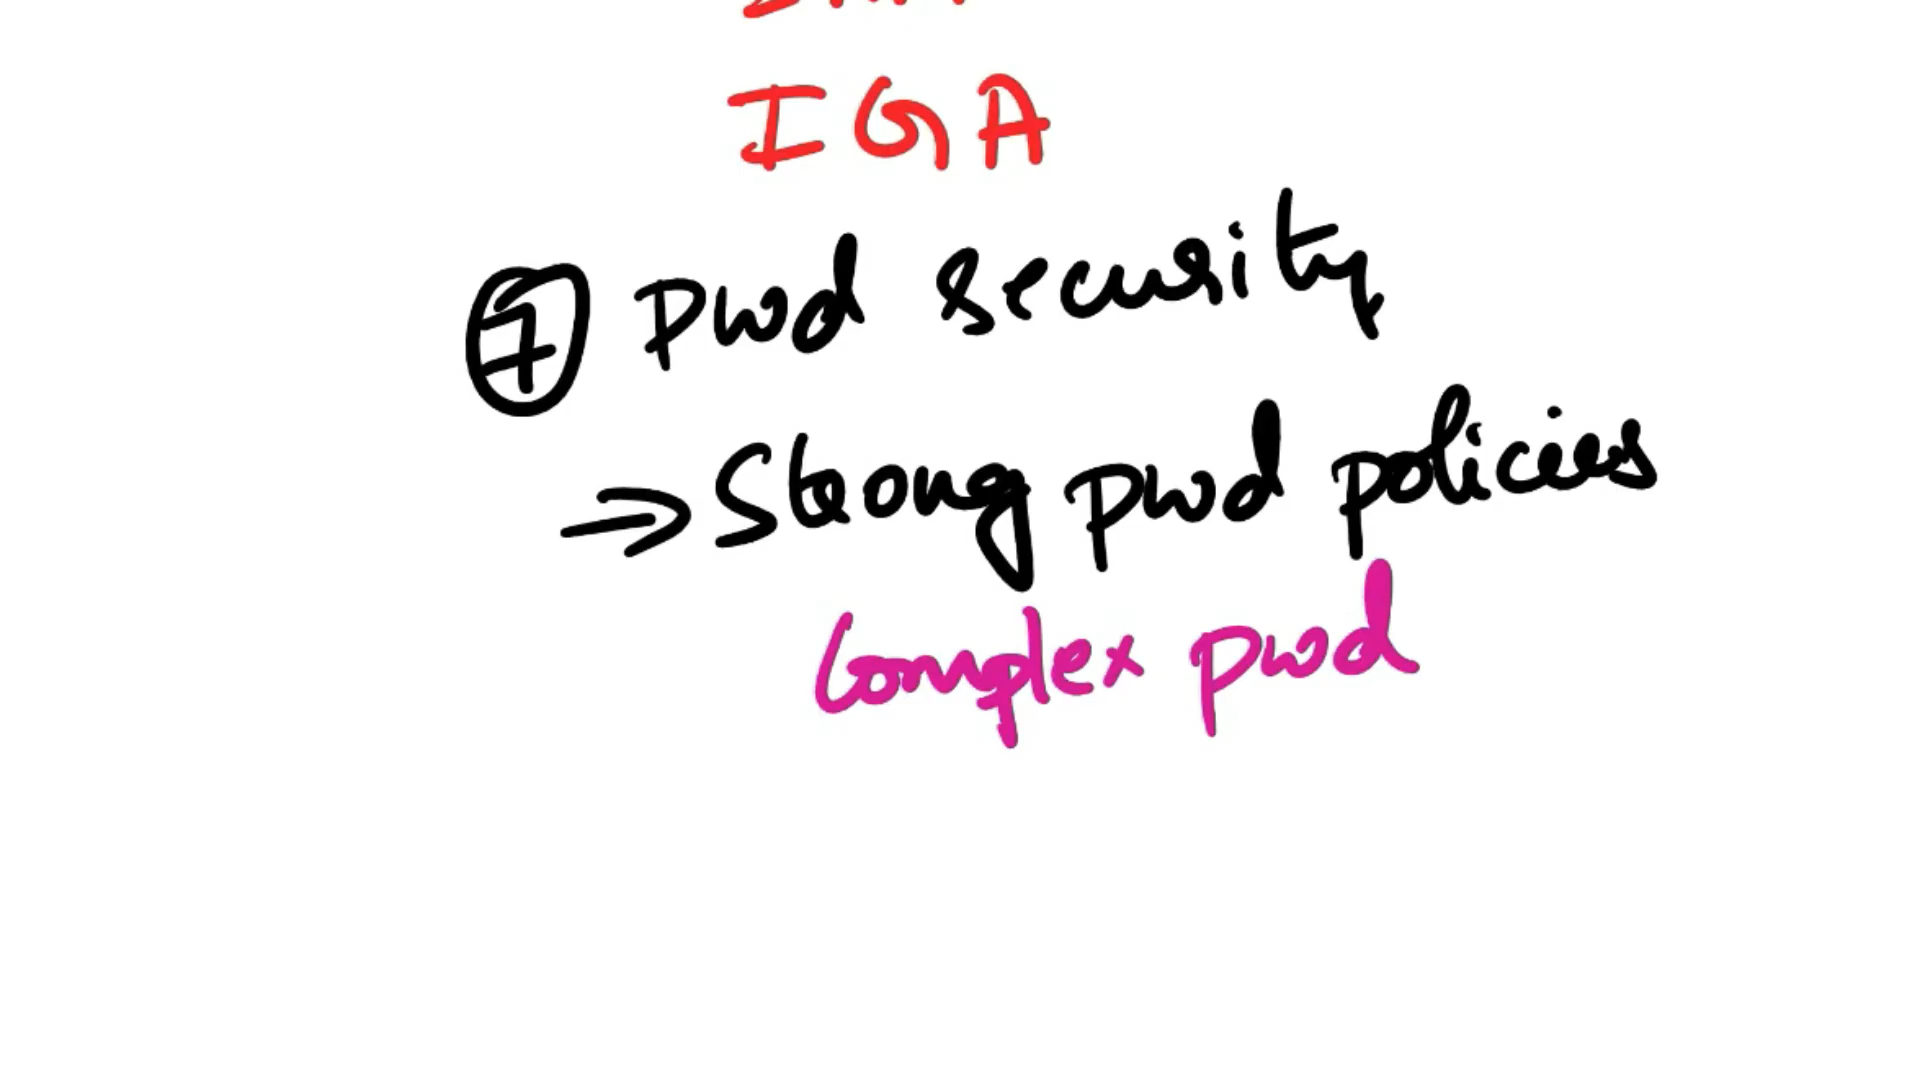 IGA
⑦ pwd security
⇒ Strong pwd policies
Complex pwd